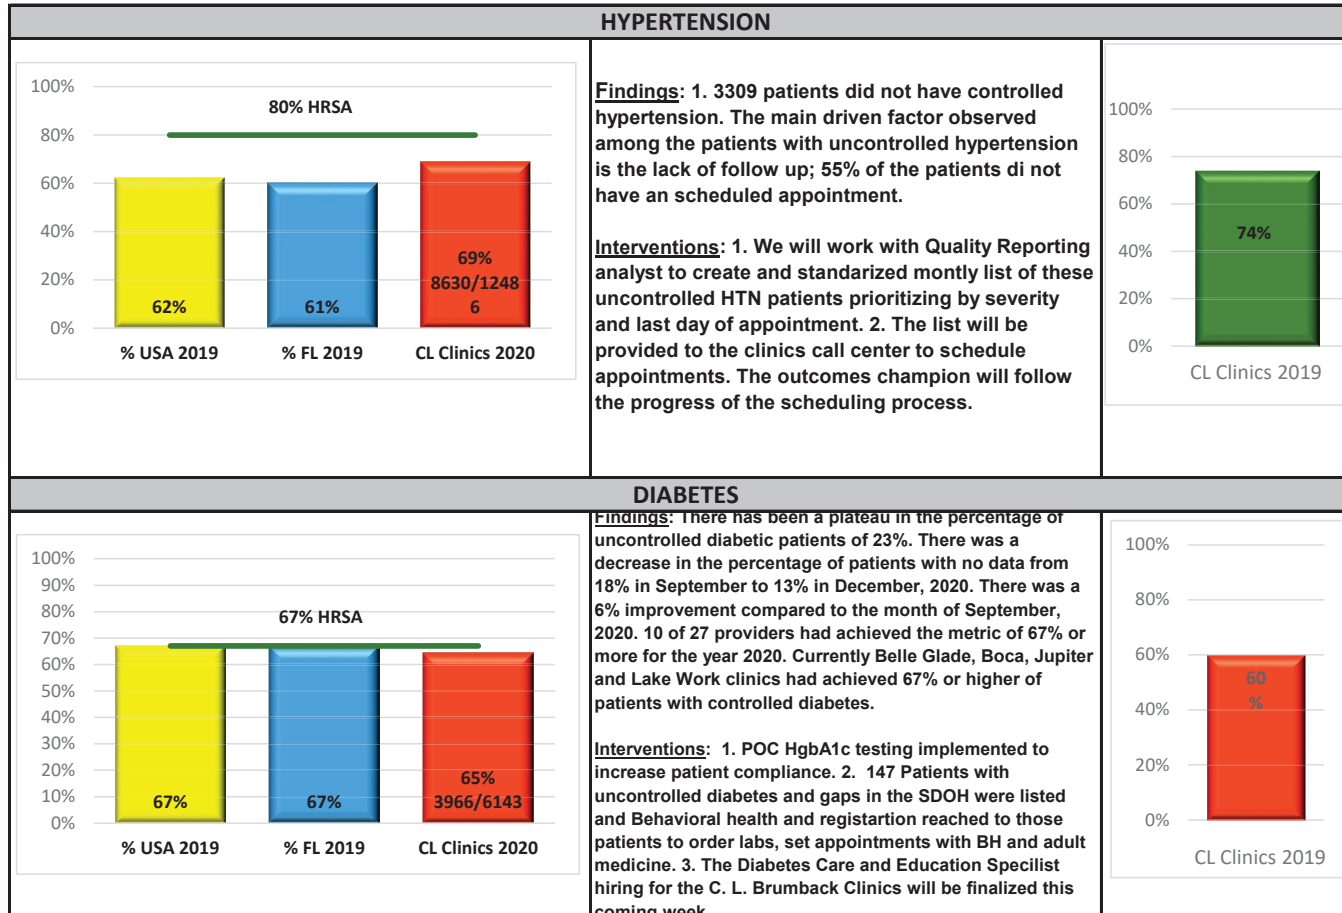 HYPERTENSION
100%
80%
60%
40%
20%
0%
80% HRSA
62%
61%
69%
8630/1248
6
% USA 2019
% FL 2019
CL Clinics 2020
Findings: 1. 3309 patients did not have controlled
hypertension. The main driven factor observed
among the patients with uncontrolled hypertension
is the lack of follow up; 55% of the patients di not
have an scheduled appointment.
Interventions: 1. We will work with Quality Reporting
analyst to create and standarized montly list of these
uncontrolled HTN patients prioritizing by severity
and last day of appointment. 2. The list will be
provided to the clinics call center to schedule
appointments. The outcomes champion will follow
the progress of the scheduling process.
100%
80%
60%
40%
20%
0%
74%
CL Clinics 2019
DIABETES
100%
90%
80%
70%
60%
50%
40%
30%
20%
10%
0%
67% HRSA
67%
67%
65%
3966/6143
% USA 2019
% FL 2019
CL Clinics 2020
Findings: There has been a plateau in the percentage of
uncontrolled diabetic patients of 23%. There was a
decrease in the percentage of patients with no data from
18% in September to 13% in December, 2020. There was a
6% improvement compared to the month of September,
2020. 10 of 27 providers had achieved the metric of 67% or
more for the year 2020. Currently Belle Glade, Boca, Jupiter
and Lake Work clinics had achieved 67% or higher of
patients with controlled diabetes.
Interventions: 1. POC HgbA1c testing implemented to
increase patient compliance. 2. 147 Patients with
uncontrolled diabetes and gaps in the SDOH were listed
and Behavioral health and registartion reached to those
patients to order labs, set appointments with BH and adult
medicine. 3. The Diabetes Care and Education Specilist
hiring for the C. L. Brumback Clinics will be finalized this
coming week
100%
80%
60%
40%
20%
0%
60
%
CL Clinics 2019